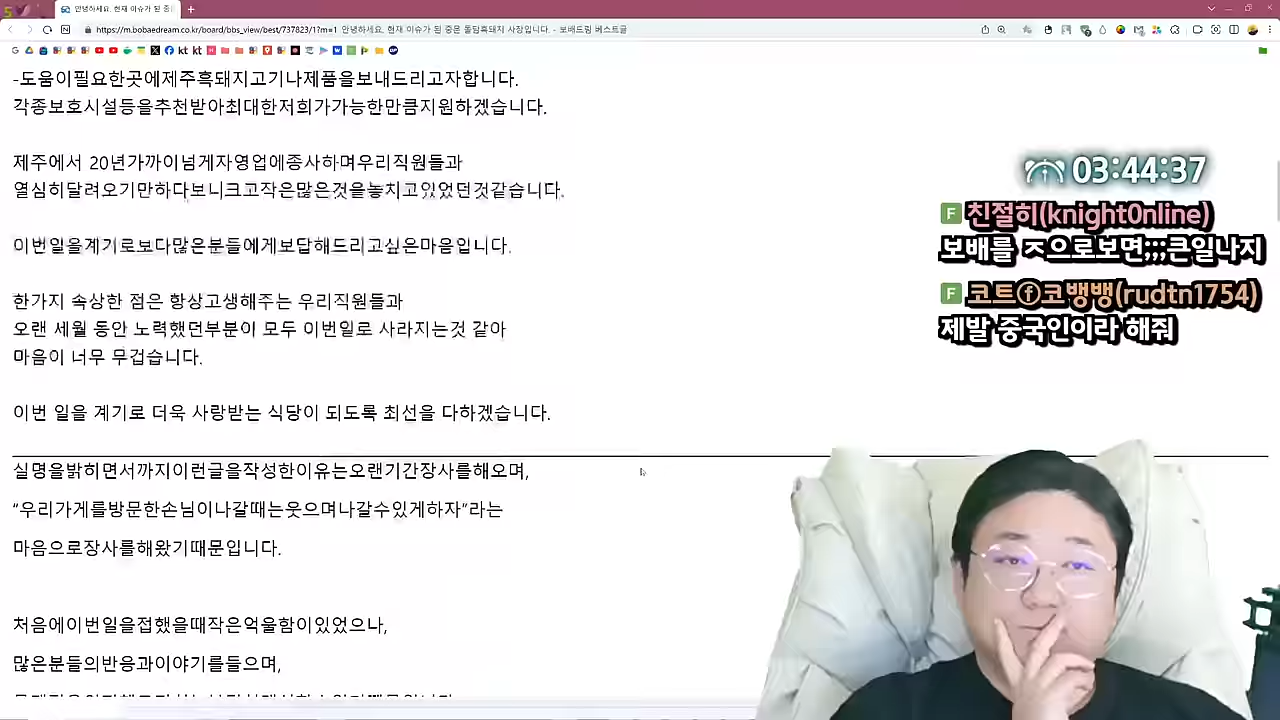 안녕하세요. 현재 이슈가 된 중문
https://m.bobaedream.co.kr/board/bbs_view/best/737823/1?m=1 안녕하세요. 현재 이슈가 된 중문 돌담흑돼지 사장입니다. - 보배드림 베스트글
-도움이필요한곳에제주흑돼지고기나제품을보내드리고자합니다.
각종보호시설등을추천받아최대한저희가가능한만큼지원하겠습니다.
제주에서 20년가까이넘게자영업에종사하며우리직원들과
열심히달려오기만하다보니크고작은많은것을놓치고있었던것같습니다.
이번일을계기로보다많은분들에게보답해드리고싶은마음입니다.
한가지 속상한 점은 항상고생해주는 우리직원들과
오랜 세월 동안 노력했던부분이 모두 이번일로 사라지는것 같아
마음이 너무 무겁습니다.
이번 일을 계기로 더욱 사랑받는 식당이 되도록 최선을 다하겠습니다.
실명을밝히면서까지이런글을작성한이유는오랜기간장사를해오며,
“우리가게를방문한손님이나갈때는웃으며나갈수있게하자”라는
마음으로장사를해왔기때문입니다.
처음에이번일을접했을때작은억울함이있었으나,
많은분들의반응과이야기를들으며,
03:44:37
F 친절히(knight0nline)
보배를 ㅈ으로보면;;;큰일나지
F 코트ⓕ코뱅뱅(rudtn1754)
제발 중국인이라 해줘